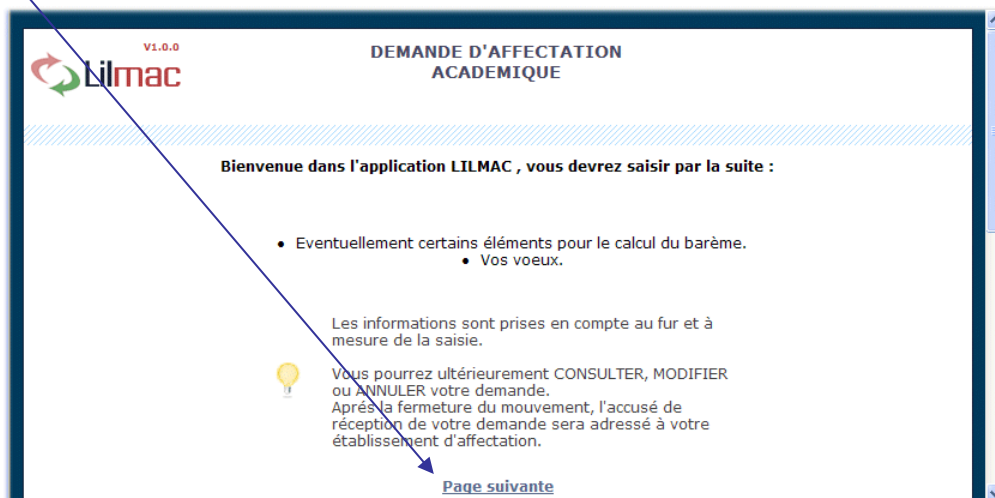 V1.0.0
Lilmac
DEMANDE D'AFFECTATION
ACADEMIQUE
Bienvenue dans l'application LILMAC , vous devrez saisir par la suite :
• Eventuellement certains éléments pour le calcul du barème.
• Vos voeux.
Les informations sont prises en compte au fur et à
mesure de la saisie.
Vous pourrez ultérieurement CONSULTER, MODIFIER
ou ANNULER votre demande.
Aprés la fermeture du mouvement, l'accusé de
réception de votre demande sera adressé à votre
établissement d'affectation.
Page suivante